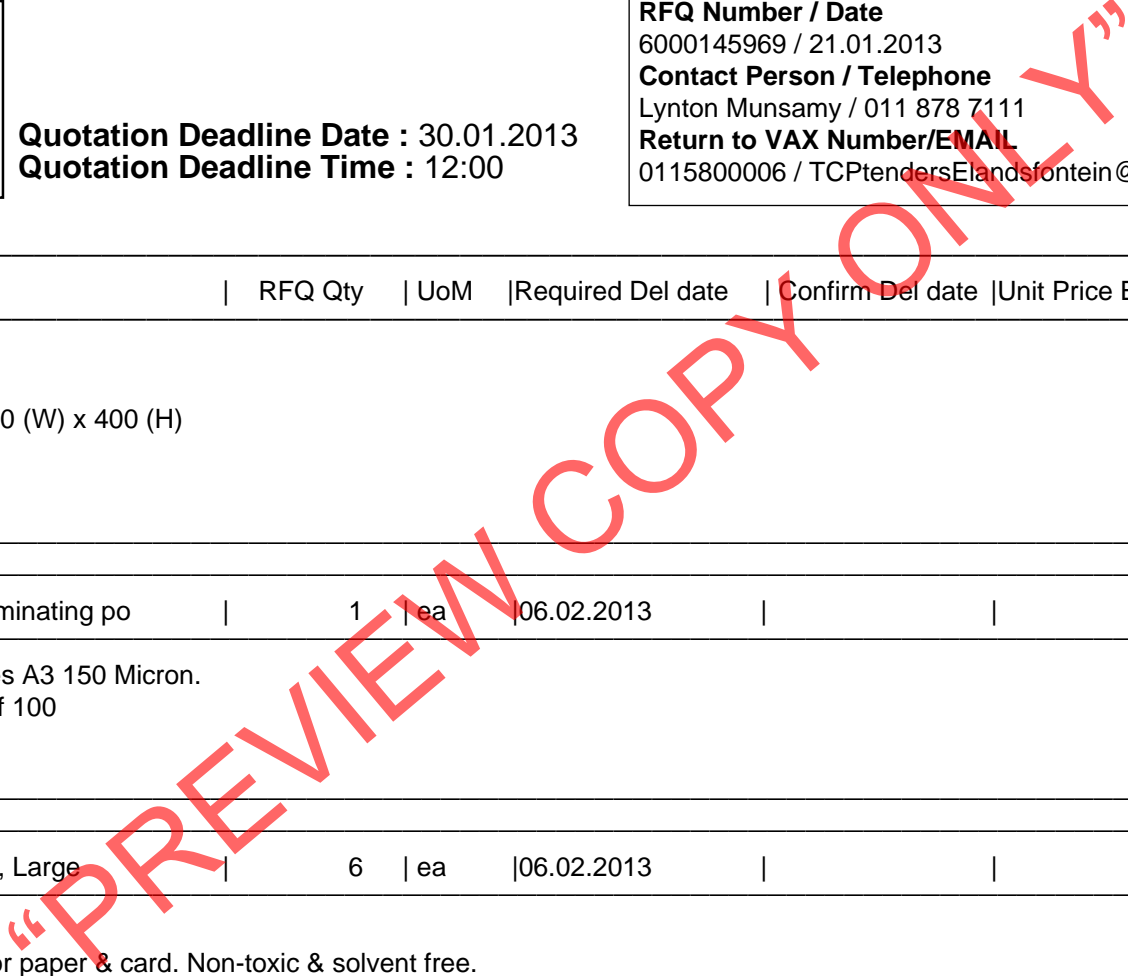 RFQ Number / Date
6000145969 / 21.01.2013
Contact Person / Telephone
Lynton Munsamy / 011 878 7111
Return to VAX Number/EMAIL
0115800006 / TCPtendersElandsfontein@
Quotation Deadline Date : 30.01.2013
Quotation Deadline Time : 12:00
| RFQ Qty | UoM |Required Del date | Confirm Del date |Unit Price E
0 (W) x 400 (H)
minating po | 1 | ea |06.02.2013 | |
s A3 150 Micron.
f 100
, Large | 6 | ea |06.02.2013 | |
or paper & card. Non-toxic & solvent free.
“PREVIEW COPY ONLY”